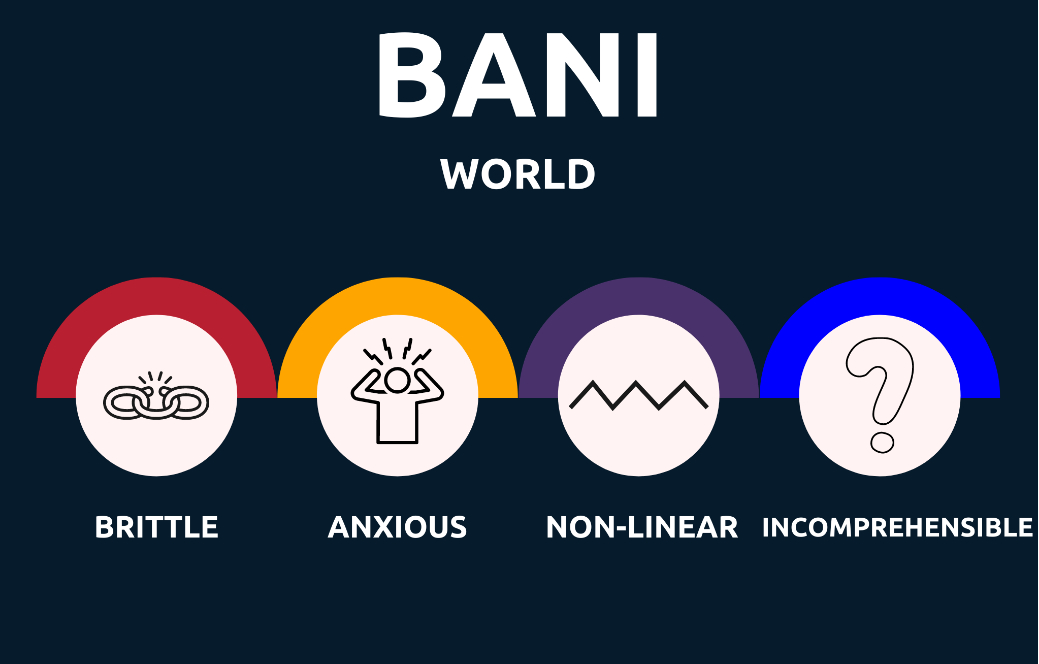 BANI
WORLD
BRITTLE
ANXIOUS
NON-LINEAR
INCOMPREHENSIBLE